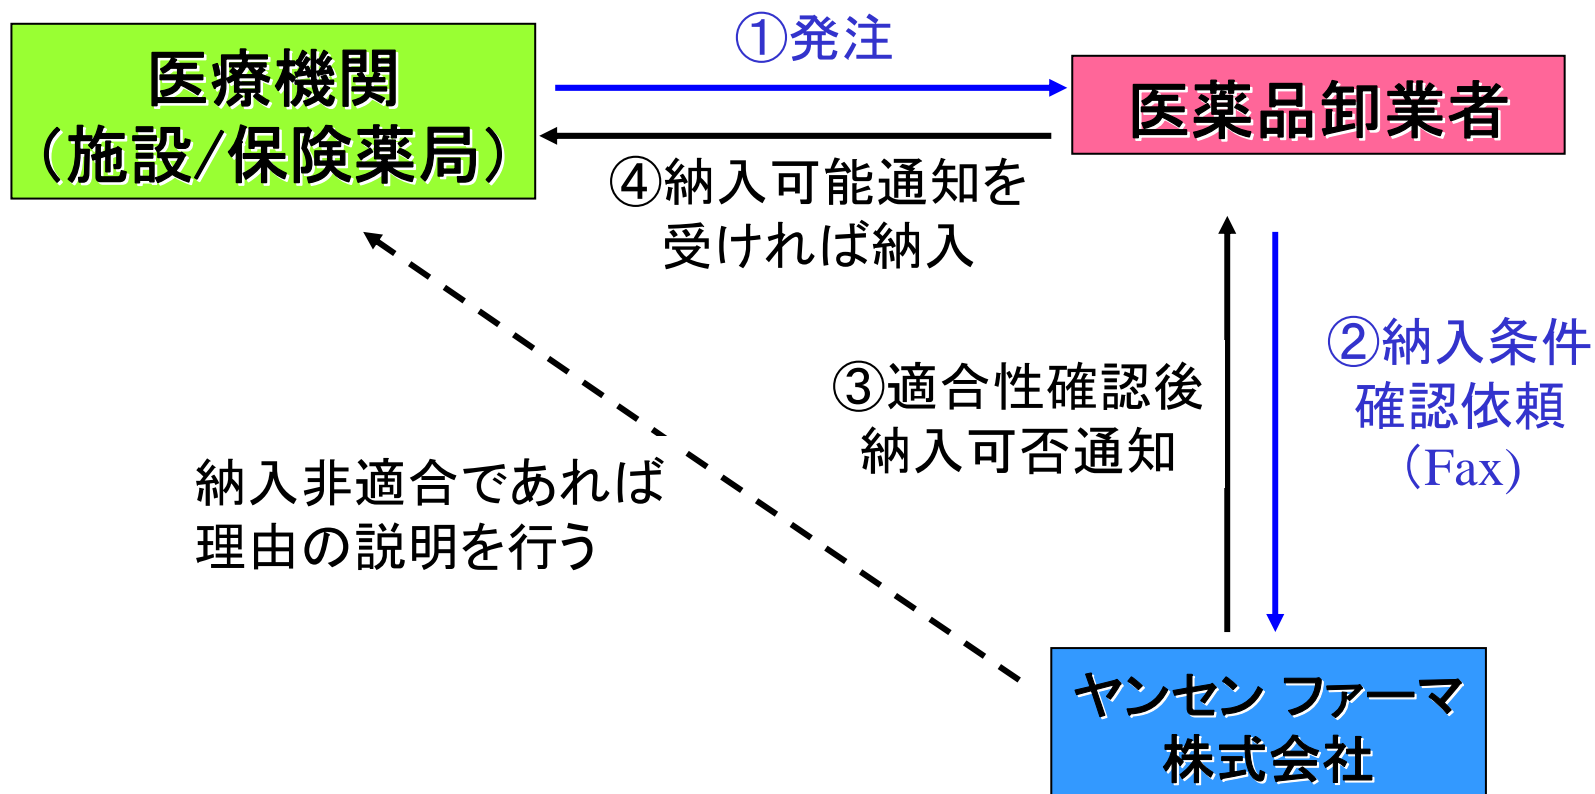 ①発注
医療機関
（施設/保険薬局）
医薬品卸業者
④納入可能通知を
受ければ納入
②納入条件
確認依頼
（Fax)
③適合性確認後
納入可否通知
納入非適合であれば
理由の説明を行う
ヤンセン ファーマ
株式会社